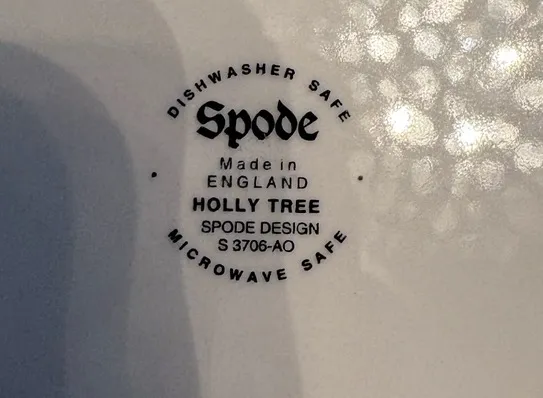 DISHWASHER SAFE
Spode
Made in
ENGLAND
HOLLY TREE
SPODE DESIGN
S 3706-AO
MICROWAVE SAFE